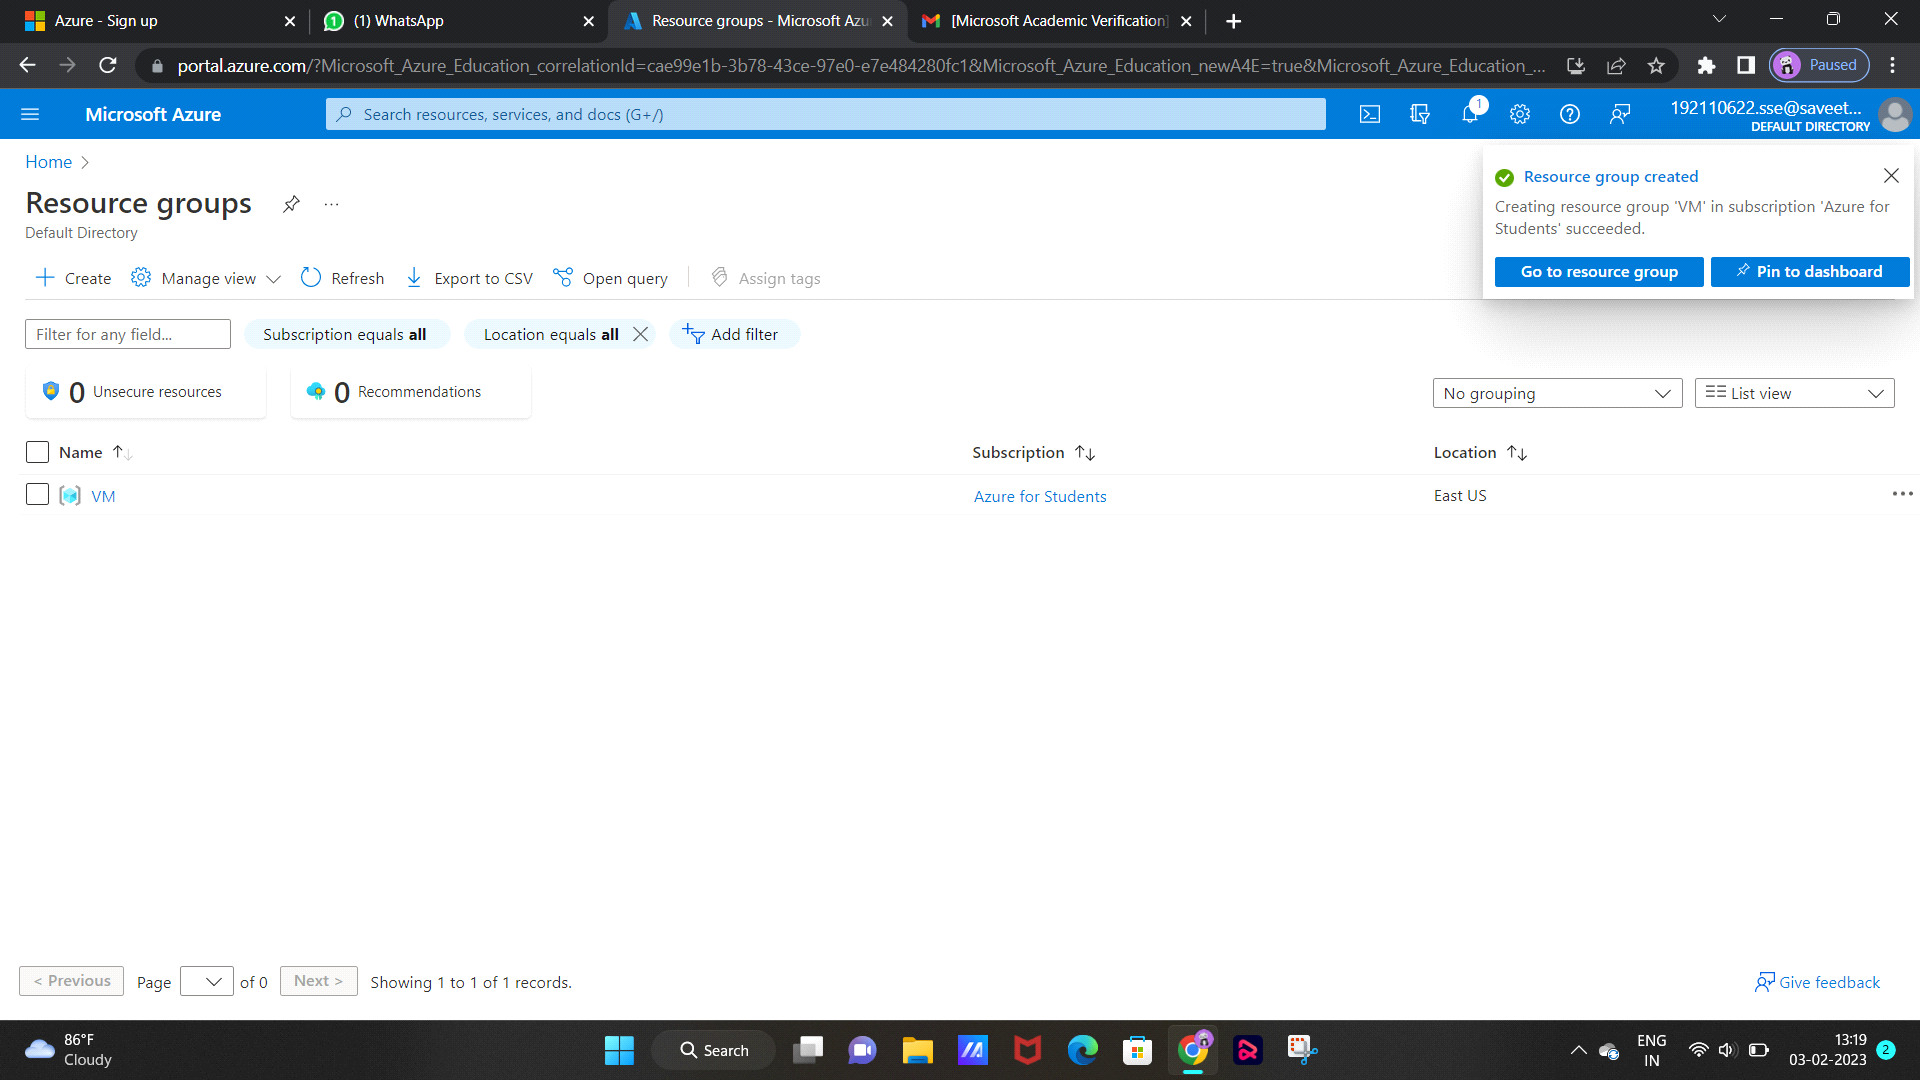 Azure - Sign up
(1) WhatsApp
Resource groups - Microsoft Azu
[Microsoft Academic Verification]
portal.azure.com/?Microsoft_Azure_Education_correlationId=cae99e1b-3b78-43ce-97e0-e7e484280fc1&Microsoft_Azure_Education_newA4E=true&Microsoft_Azure_Education_...
Paused
Microsoft Azure
Search resources, services, and docs (G+/)
1
192110622.sse@saveet...
DEFAULT DIRECTORY
Home
Resource groups
...
Default Directory
Resource group created
Creating resource group 'VM' in subscription 'Azure for
Students' succeeded.
Go to resource group
Pin to dashboard
Create
Manage view
Refresh
Export to CSV
Open query
Assign tags
Filter for any field...
Subscription equals all
Location equals all
Add filter
0 Unsecure resources
0 Recommendations
No grouping
List view
Name
Subscription
Location
VM
Azure for Students
East US
< Previous
Page
of 0
Next >
Showing 1 to 1 of 1 records.
Give feedback
86°F
Cloudy
Search
ENG
IN
13:19
03-02-2023
2